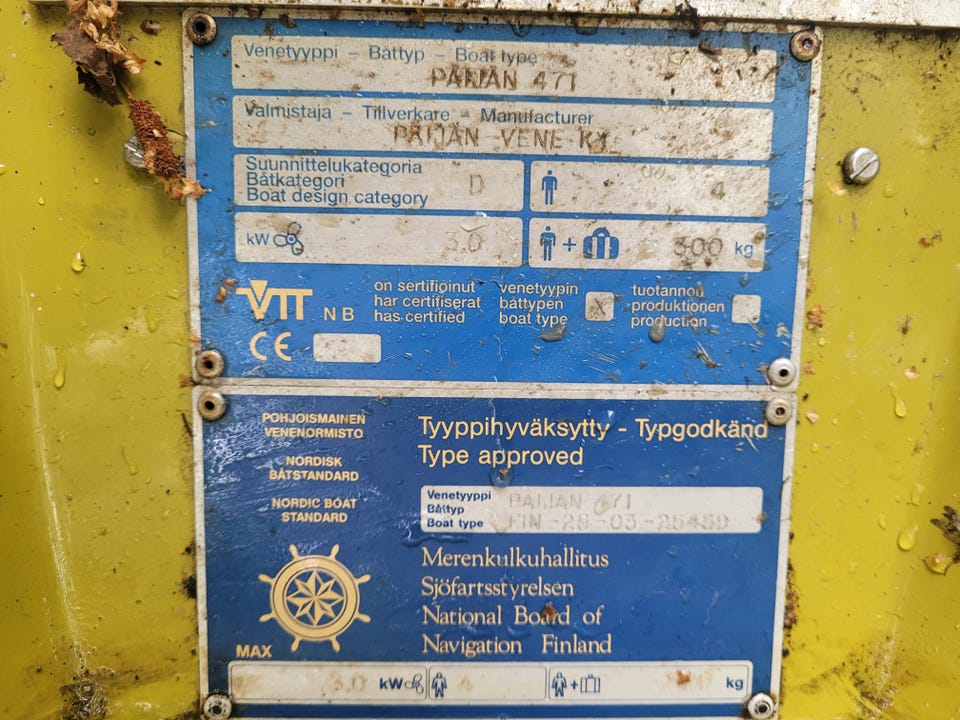 Venetyyppi - Båttyp - Boat type
PÄIJÄN 471
Valmistaja - Tillverkare - Manufacturer
PÄIJÄN VENE KY
Suunnittelukategoria
Båtkategori
Boat design category
D
4
kW
3.0
+
300 kg
VTT NB
on sertifioinut
har certifiserat
has certified
venetyypin
båttypen
boat type
X
tuotannon
produktionen
production
CE
POHJOISMAINEN
VENENORMISTO
NORDISK
BÅTSTANDARD
NORDIC BOAT
STANDARD
Tyyppihyväksytty - Typgodkänd
Type approved
Venetyyppi
Båttyp
Boat type
PÄIJÄN 471
FIN-25-03-25459
Merenkulkuhallitus
Sjöfartsstyrelsen
National Board of
Navigation Finland
MAX
3.0 kW
4
+
kg